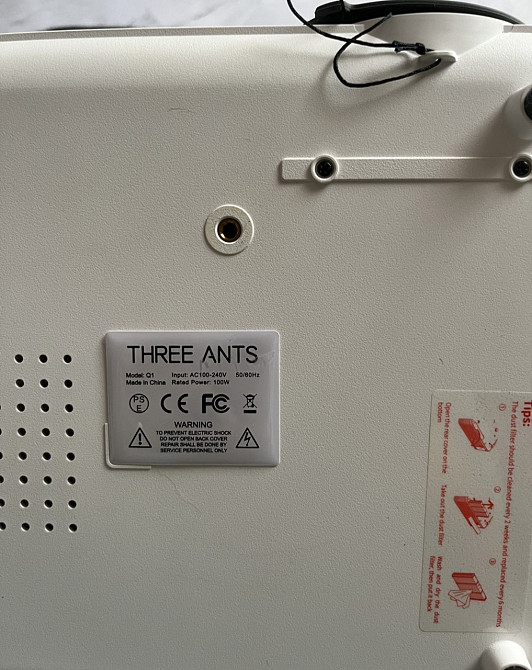 THREE ANTS
Model: Q1 Input: AC100-240V 50/60Hz
Made in China Rated Power: 100W
PS
E
CE FC
WARNING
TO PREVENT ELECTRIC SHOCK
DO NOT OPEN BACK COVER
REPAIR SHALL BE DONE BY
SERVICE PERSONNEL ONLY
Tips:
The dust filter should be cleaned every 2 weeks and replaced every 6 months
①
②
③
Open the rear cover on the
bottom
Take out the dust filter
Wash and dry the dust
filter, then put it back